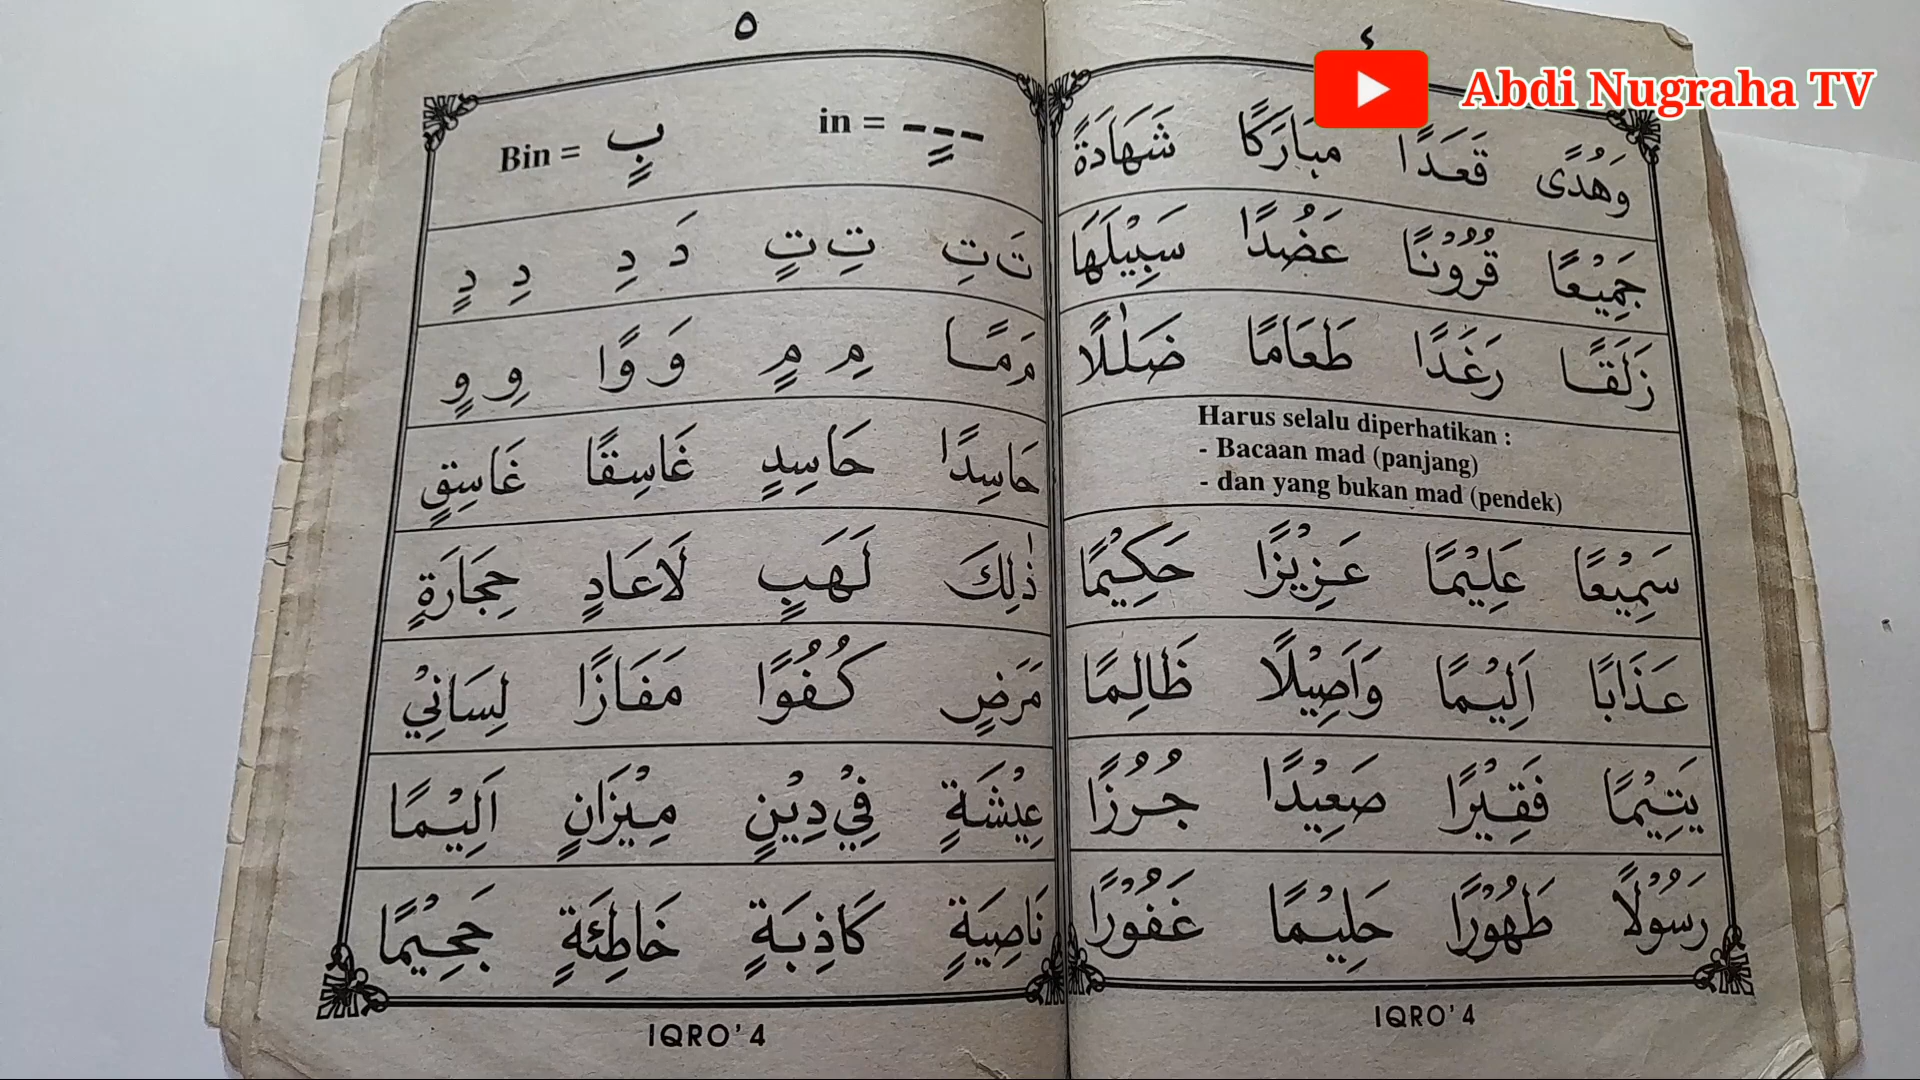 Abdi Nugraha TV
٤
وَهُدًى قَعَدًا مبَارَكًا شَهَادَةً
جَمِيْعًا قُرُوْنًا عَضُدًا سَبِيْلَهَا
زَلَقًا رَغَدًا طَعَامًا ضَلٰلًا
Harus selalu diperhatikan :
- Bacaan mad (panjang)
- dan yang bukan mad (pendek)
سَمِيْعًا عَلِيْمًا عَزِيْزًا حَكِيْمًا
عَذَابًا اَلِيْمًا وَاَصِيْلًا ظَالِمًا
يَتِيْمًا فَقِيْرًا صَعِيْدًا جُرُزًا
رَسُوْلًا طَهُوْرًا حَلِيْمًا غَفُوْرًا
IQRO' 4
٥
in = ---ٍ Bin = بٍ
تَ تِ تِ تٍ دَ دِ دِ دٍ
مَ مًا مِ مٍ وَ وًا وِ وٍ
حَاسِدًا حَاسِدٍ غَاسِقًا غَاسِقٍ
ذٰلِكَ لَهَبٍ لَاعَادٍ حِجَارَةٍ
مَرَضٍ كُفُوًا مَفَازًا لِسَانِيْ
عِيْشَةٍ فِيْ دِيْنٍ مِيْزَانٍ اَلِيْمًا
نَاصِيَةٍ كَاذِبَةٍ خَاطِئَةٍ جَحِيْمًا
IQRO' 4